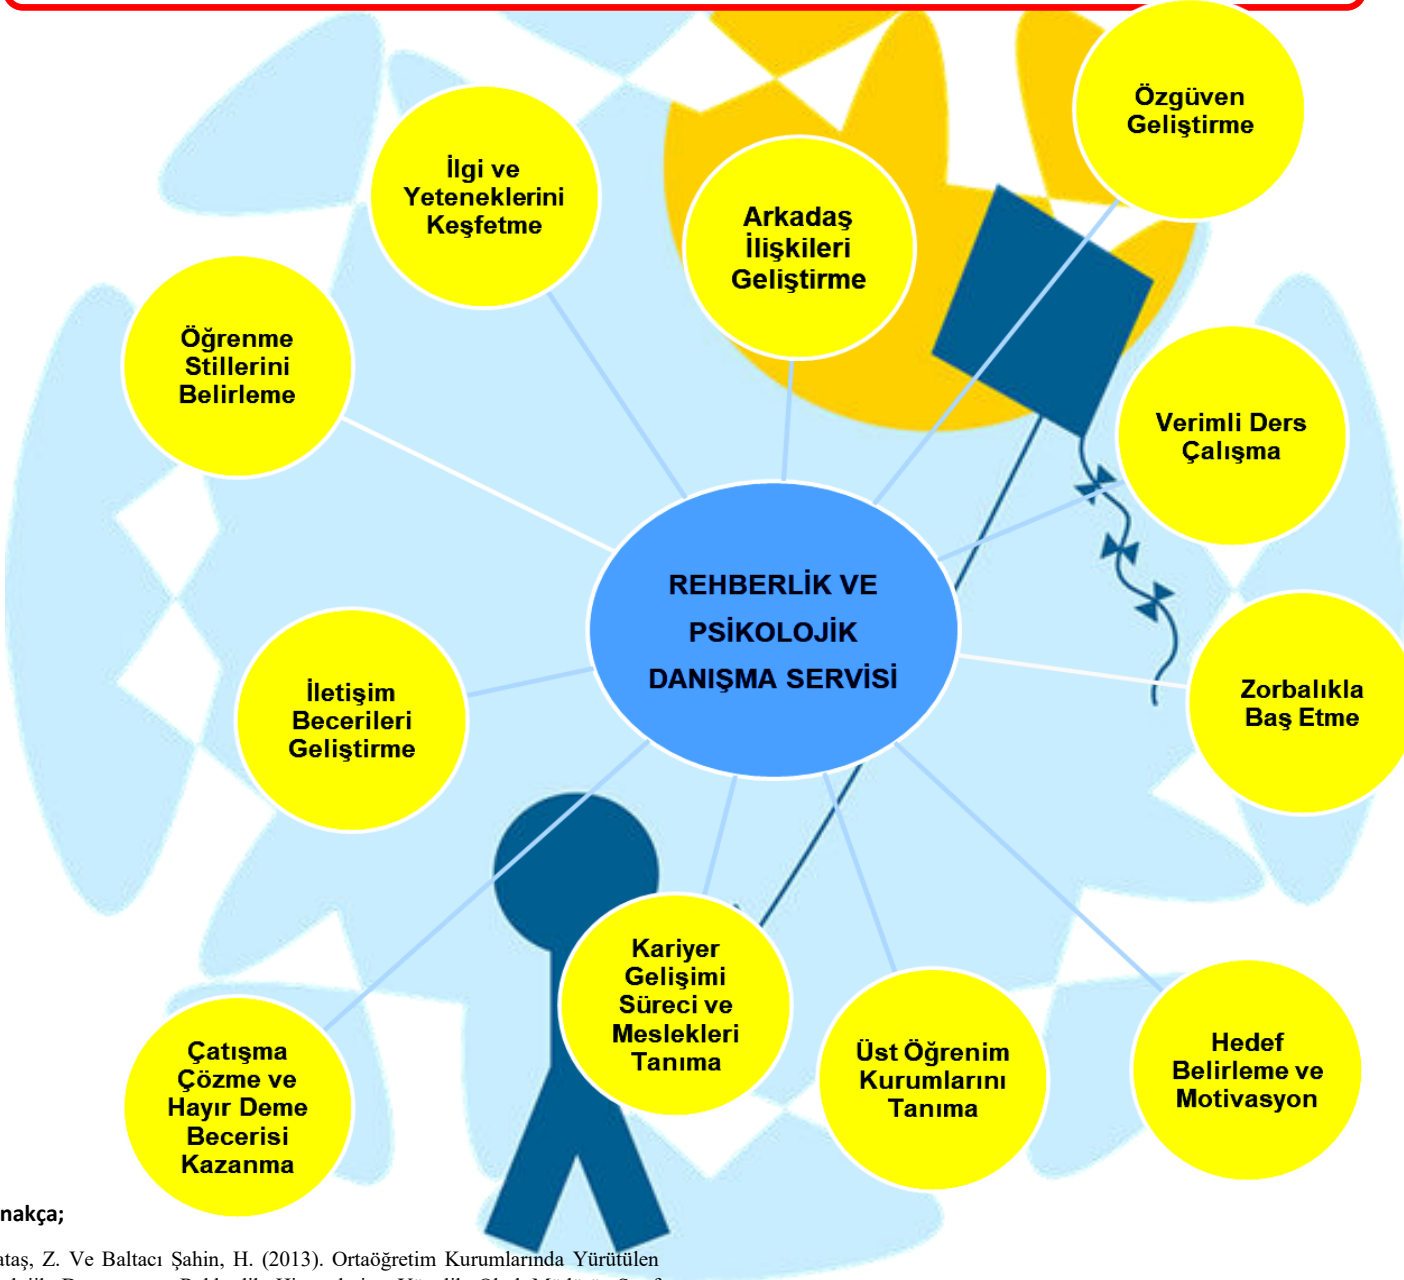 Özgüven
Geliştirme
İlgi ve
Yeteneklerini
Keşfetme
Arkadaş
İlişkileri
Geliştirme
Öğrenme
Stillerini
Belirleme
Verimli Ders
Çalışma
REHBERLİK VE
PSİKOLOJİK
DANIŞMA SERVİSİ
Zorbalıkla
Baş Etme
İletişim
Becerileri
Geliştirme
Kariyer
Gelişimi
Süreci ve
Meslekleri
Tanıma
Üst Öğrenim
Kurumlarını
Tanıma
Hedef
Belirleme ve
Motivasyon
Çatışma
Çözme ve
Hayır Deme
Becerisi
Kazanma
nakça;
ataş, Z. Ve Baltacı Şahin, H. (2013). Ortaöğretim Kurumlarında Yürütülen